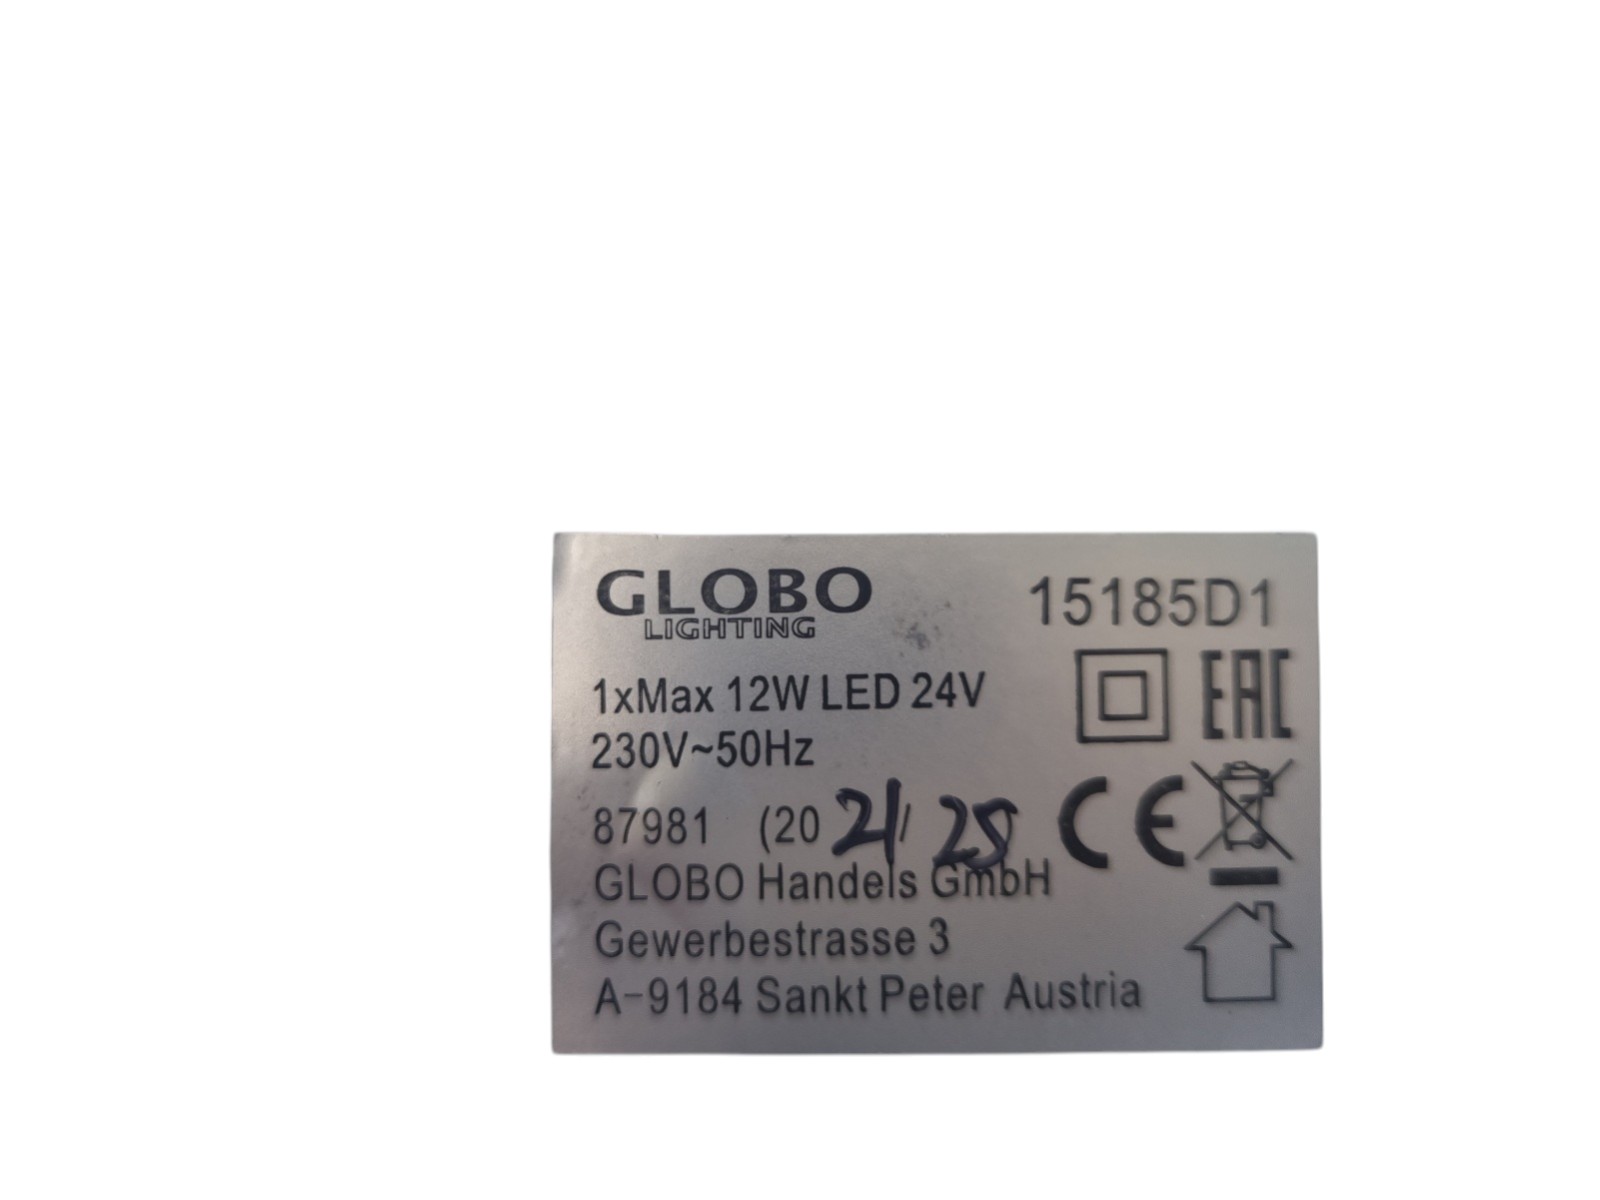 GLOBO
LIGHTING
15185D1
1xMax 12W LED 24V
EAC
230V~50Hz
87981 (20 21/ 28
CE
GLOBO Handels GmbH
Gewerbestrasse 3
A-9184 Sankt Peter Austria